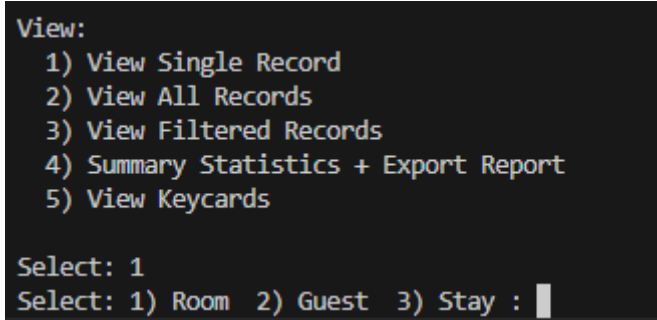 View:
  1) View Single Record
  2) View All Records
  3) View Filtered Records
  4) Summary Statistics + Export Report
  5) View Keycards

Select: 1
Select: 1) Room  2) Guest  3) Stay :